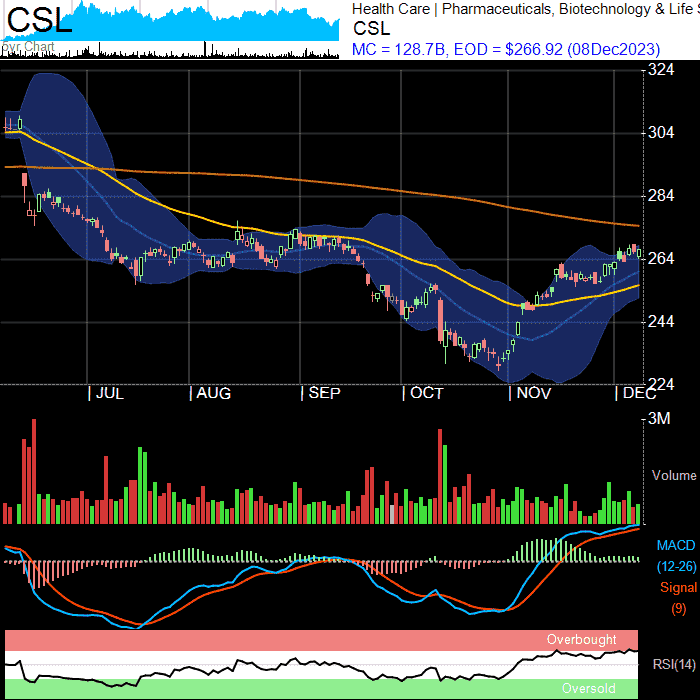 CSL
5yr Chart
Health Care | Pharmaceuticals, Biotechnology & Life S
CSL
MC = 128.7B, EOD = $266.92 (08Dec2023)
324
304
284
264
244
224
JUL
AUG
SEP
OCT
NOV
DEC
3M
Volume
MACD
(12-26)
Signal
(9)
Overbought
RSI(14)
Oversold